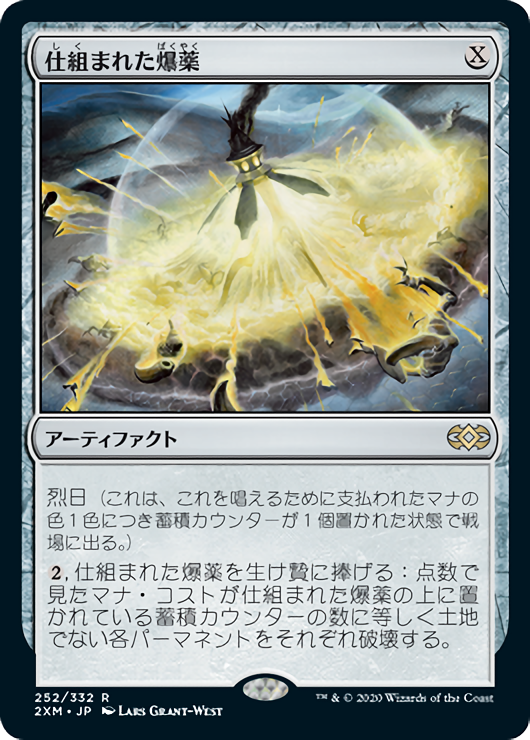 仕組まれた爆薬 X
しく ばくやく
アーティファクト
烈日（これは、これを唱えるために支払われたマナの
色１色につき蓄積カウンターが１個置かれた状態で戦
場に出る。）
2, 仕組まれた爆薬を生け贄に捧げる：点数で
見たマナ・コストが仕組まれた爆薬の上に置
かれている蓄積カウンターの数に等しく土地
でない各パーマネントをそれぞれ破壊する。
252/332 R
2XM • JP Lars Grant-West
™ & © 2020 Wizards of the Coast